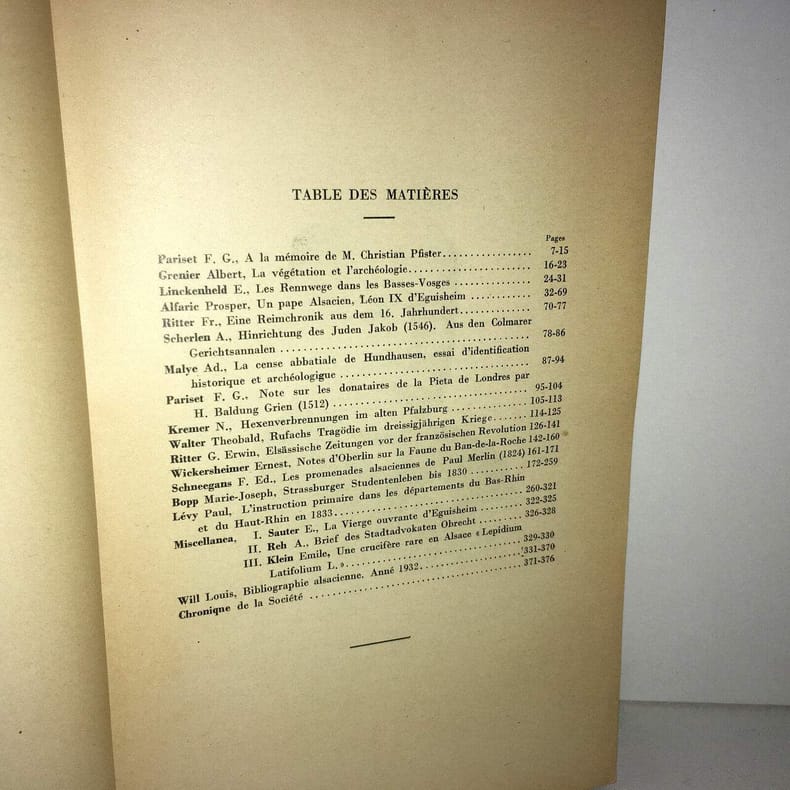 TABLE DES MATIÈRES
Pages
Pariset F. G., A la mémoire de M. Christian Pfister................. 7-15
Grenier Albert, La végétation et l'archéologie....................... 16-23
Linckenheld E., Les Rennwege dans les Basses-Vosges .............. 24-31
Alfaric Prosper, Un pape Alsacien, Léon IX d'Eguisheim ........... 32-69
Ritter Fr., Eine Reimchronik aus dem 16. Jahrhundert............. 70-77
Scherlen A., Hinrichtung des Juden Jakob (1546). Aus den Colmarer
Gerichtsannalen ............................................. 78-86
Malye Ad., La cense abbatiale de Hundhausen, essai d'identification
historique et archéologique .................................. 87-94
Pariset F. G., Note sur les donataires de la Pieta de Londres par
H. Baldung Grien (1512) ..................................... 95-104
Kremer N., Hexenverbrennungen im alten Pfalzburg ............... 105-113
Walter Theobald, Rufachs Tragödie im dreissigjährigen Kriege....... 114-125
Ritter G. Erwin, Elsässische Zeitungen vor der französischen Revolution 126-141
Wickersheimer Ernest, Notes d'Oberlin sur la Faune du Ban-de-la-Roche 142-160
Schneegans F. Ed., Les promenades alsaciennes de Paul Merlin (1824) 161-171
Bopp Marie-Joseph, Strassburger Studentenleben bis 1830 ........... 172-259
Lévy Paul, L'instruction primaire dans les départements du Bas-Rhin
et du Haut-Rhin en 1833...................................... 260-321
Miscellanea, I. Sauter E., La Vierge ouvrante d'Eguisheim ........ 322-325
II. Reh A., Brief des Stadtadvokaten Obrecht ......... 326-328
III. Klein Emile, Une crucifère rare en Alsace « Lepidium
Latifolium L. »................................... 329-330
Will Louis, Bibliographie alsacienne. Anné 1932.................... 331-370
Chronique de la Société ........................................ 371-376